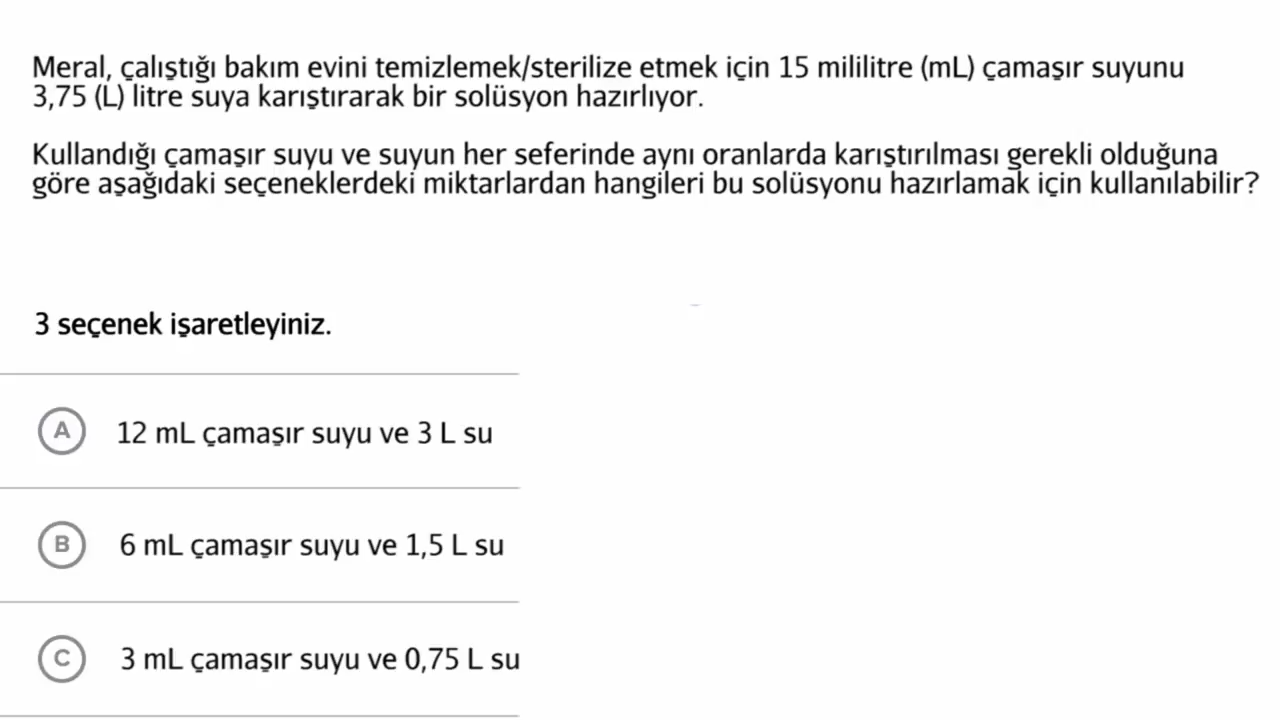 Meral, çalıştığı bakım evini temizlemek/sterilize etmek için 15 mililitre (mL) çamaşır suyunu
3,75 (L) litre suya karıştırarak bir solüsyon hazırlıyor.
Kullandığı çamaşır suyu ve suyun her seferinde aynı oranlarda karıştırılması gerekli olduğuna
göre aşağıdaki seçeneklerdeki miktarlardan hangileri bu solüsyonu hazırlamak için kullanılabilir?
3 seçenek işaretleyiniz.
A 12 mL çamaşır suyu ve 3 L su
B 6 mL çamaşır suyu ve 1,5 L su
C 3 mL çamaşır suyu ve 0,75 L su